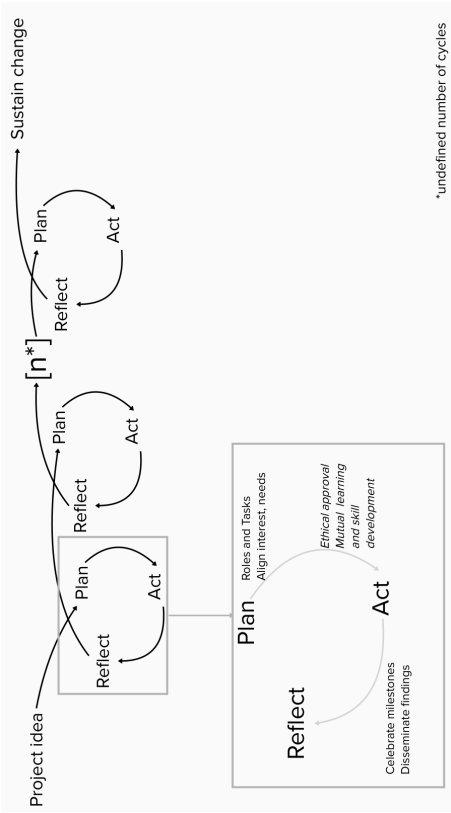 Project idea
Plan
Act
Reflect
Plan
Act
Reflect
[n*]
Plan
Act
Reflect
Sustain change
Plan
Roles and Tasks
Align interest, needs
Ethical approval
Mutual learning
and skill
development
Act
Celebrate milestones
Disseminate findings
Reflect
*undefined number of cycles